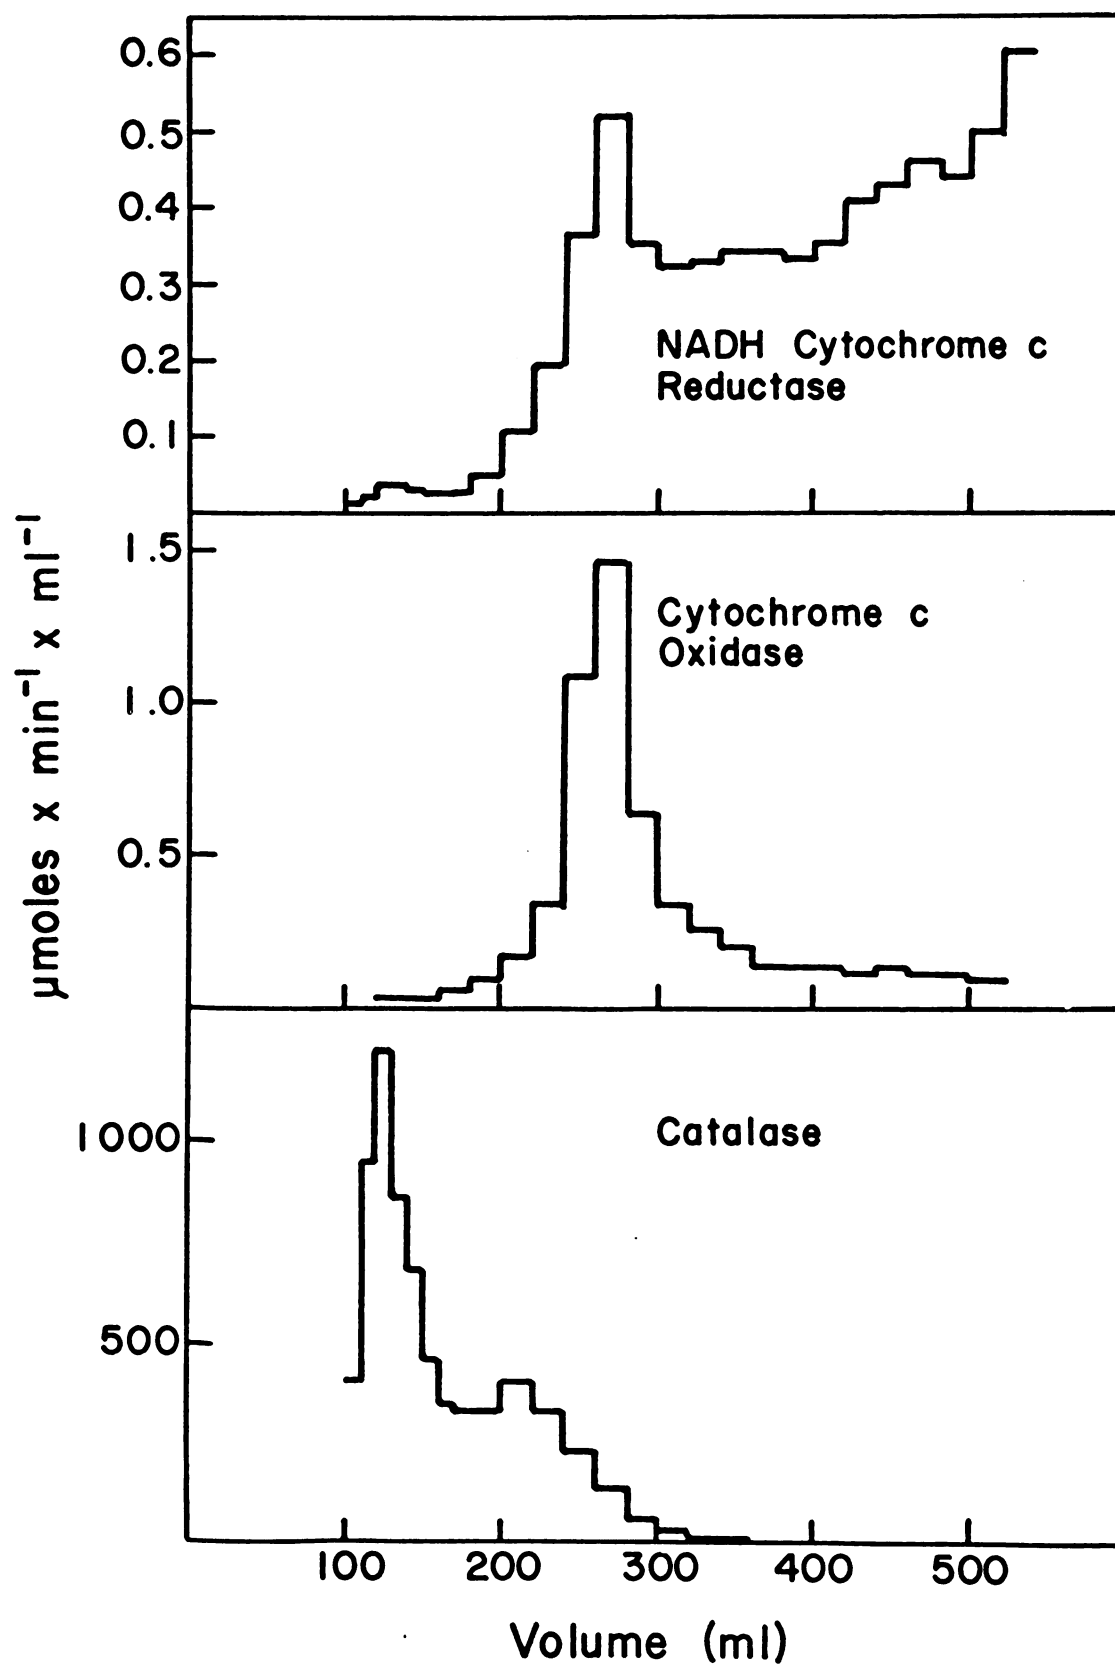 0.6
0.5
0.4
0.3
0.2
0.1
NADH Cytochrome c
Reductase
1.5
1.0
0.5
Cytochrome c
Oxidase
µmoles x min⁻¹ x ml⁻¹
1000
500
Catalase
100 200 300 400 500
Volume (ml)